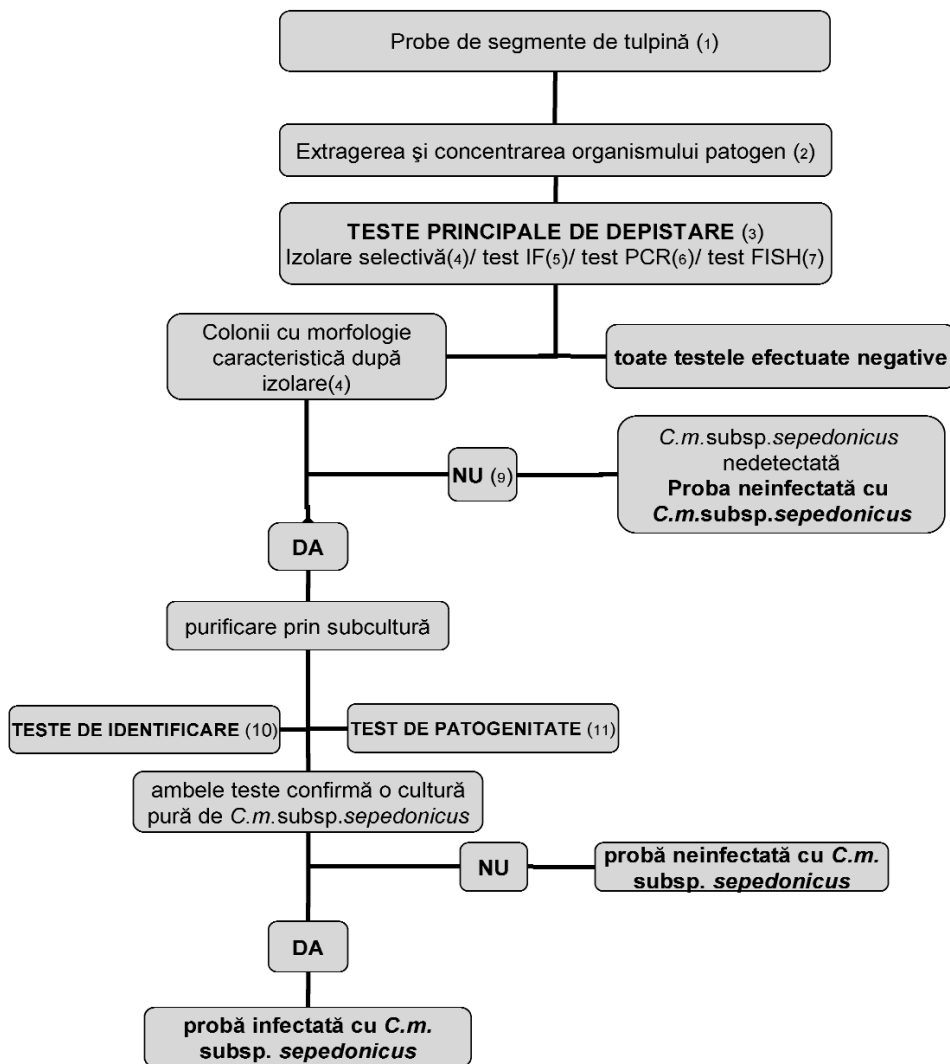 Probe de segmente de tulpină (1)
Extragerea şi concentrarea organismului patogen (2)
TESTE PRINCIPALE DE DEPISTARE (3)
Izolare selectivă(4)/ test IF(5)/ test PCR(6)/ test FISH(7)
Colonii cu morfologie
caracteristică după
izolare(4)
toate testele efectuate negative
NU (9)
C.m.subsp.sepedonicus
nedetectată
Proba neinfectată cu
C.m.subsp.sepedonicus
DA
purificare prin subcultură
TESTE DE IDENTIFICARE (10)
TEST DE PATOGENITATE (11)
ambele teste confirmă o cultură
pură de C.m.subsp.sepedonicus
NU
probă neinfectată cu C.m.
subsp. sepedonicus
DA
probă infectată cu C.m.
subsp. sepedonicus